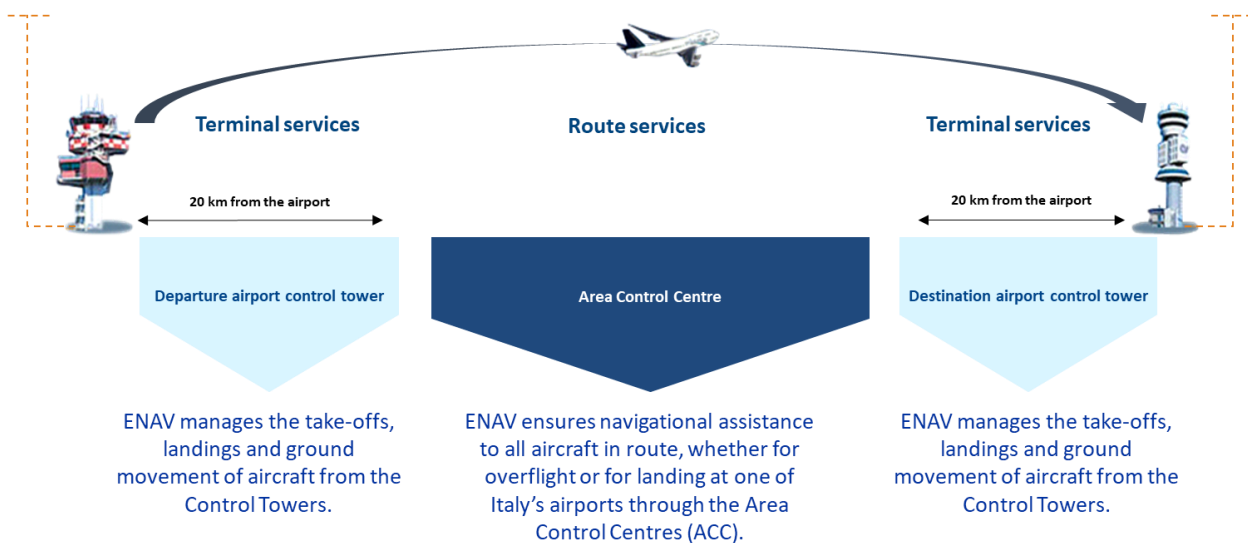 Terminal services
Route services
Terminal services
20 km from the airport
20 km from the airport
Departure airport control tower
Area Control Centre
Destination airport control tower
ENAV manages the take-offs,
landings and ground
movement of aircraft from the
Control Towers.
ENAV ensures navigational assistance
to all aircraft in route, whether for
overflight or for landing at one of
Italy's airports through the Area
Control Centres (ACC).
ENAV manages the take-offs,
landings and ground
movement of aircraft from the
Control Towers.